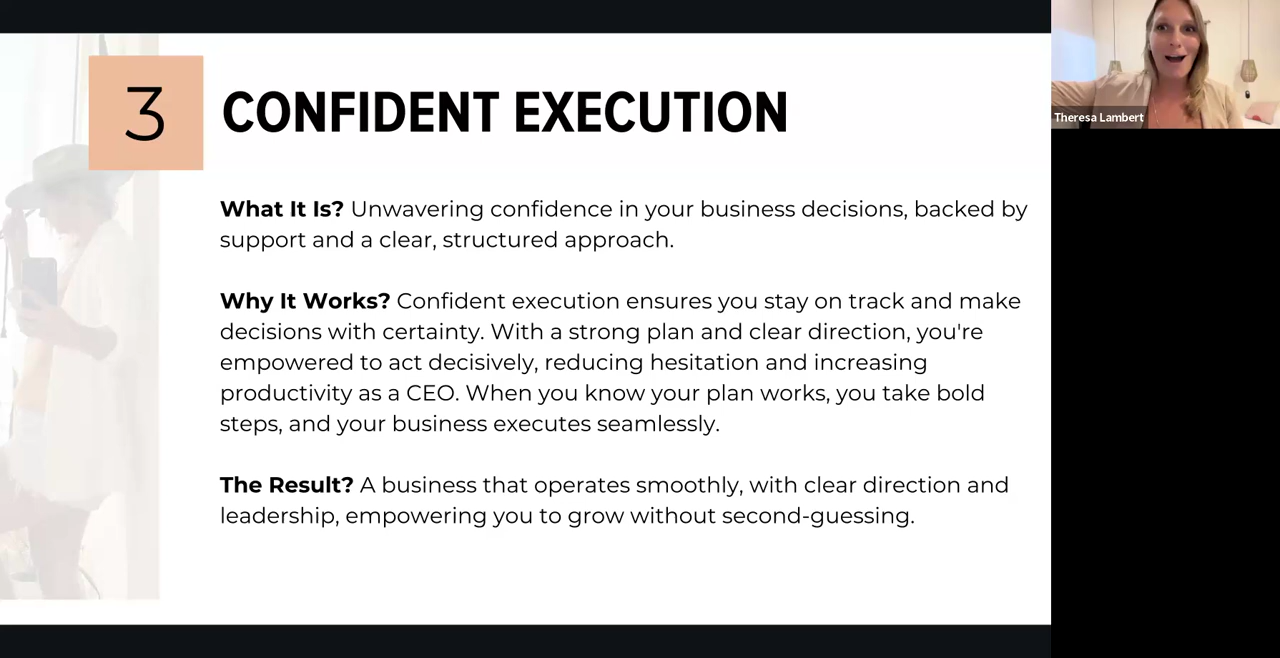 3
CONFIDENT EXECUTION
What It Is? Unwavering confidence in your business decisions, backed by
support and a clear, structured approach.
Why It Works? Confident execution ensures you stay on track and make
decisions with certainty. With a strong plan and clear direction, you're
empowered to act decisively, reducing hesitation and increasing
productivity as a CEO. When you know your plan works, you take bold
steps, and your business executes seamlessly.
The Result? A business that operates smoothly, with clear direction and
leadership, empowering you to grow without second-guessing.
Theresa Lambert